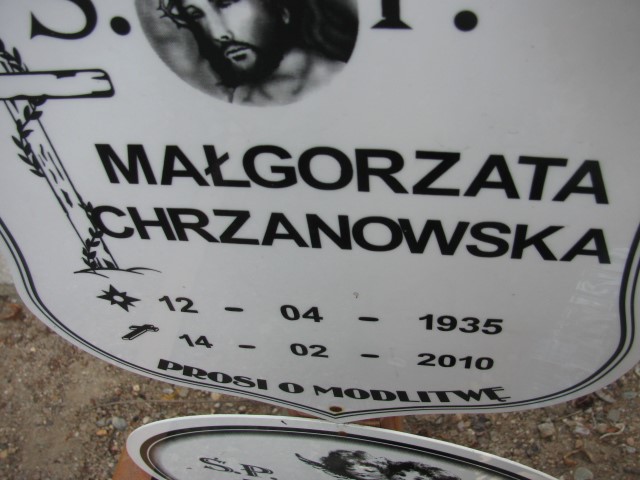 Ś. P.
MAŁGORZATA
CHRZANOWSKA
12 - 04 - 1935
14 - 02 - 2010
PROSI O MODLITWĘ
Ś.P.